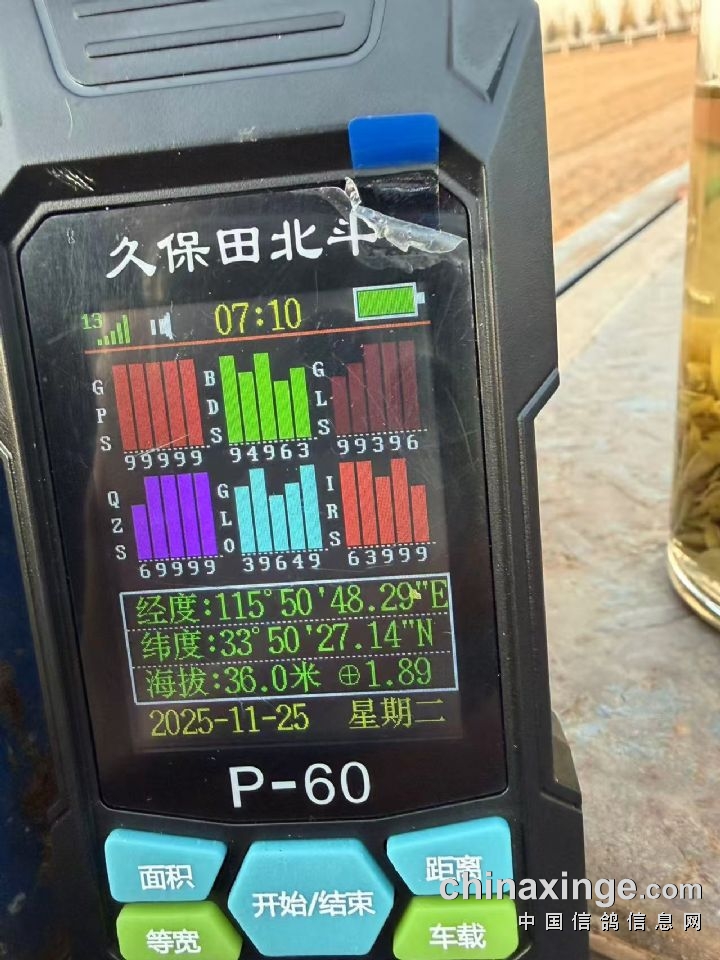 久保田北斗
13 07:10
GPS BDS GLS
99999 94963 99396
QZS GLO IRS
69999 39649 63999
经度:115°50'48.29"E
纬度:33°50'27.14"N
海拔:36.0米 ⊕1.89
2025-11-25 星期二
P-60
面积 开始/结束 距离
等宽 车载
chinaxinge.com
中国信鸽信息网